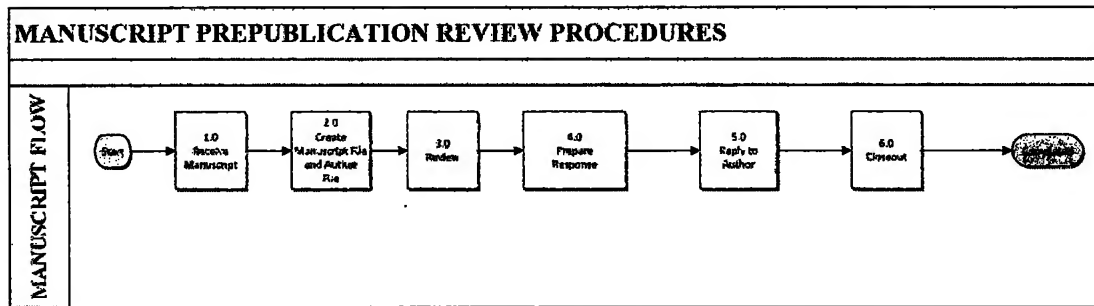 MANUSCRIPT PREPUBLICATION REVIEW PROCEDURES
MANUSCRIPT FLOW
Start
1.0
Receive
Manuscript
2.0
Create
Manuscript File
and Author
File
3.0
Review
4.0
Prepare
Response
5.0
Reply to
Author
6.0
Closeout